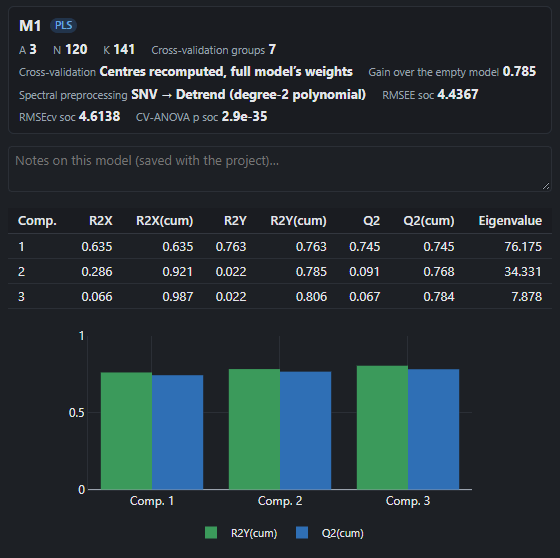 M1 PLS
A 3 N 120 K 141 Cross-validation groups 7
Cross-validation Centres recomputed, full model’s weights Gain over the empty model 0.785
Spectral preprocessing SNV → Detrend (degree-2 polynomial) RMSEE soc 4.4367
RMSEcv soc 4.6138 CV-ANOVA p soc 2.9e-35
Notes on this model (saved with the project)...
Comp. R2X R2X(cum) R2Y R2Y(cum) Q2 Q2(cum) Eigenvalue
1 0.635 0.635 0.763 0.763 0.745 0.745 76.175
2 0.286 0.921 0.022 0.785 0.091 0.768 34.331
3 0.066 0.987 0.022 0.806 0.067 0.784 7.878
1
0.5
0
Comp. 1 Comp. 2 Comp. 3
R2Y(cum) Q2(cum)